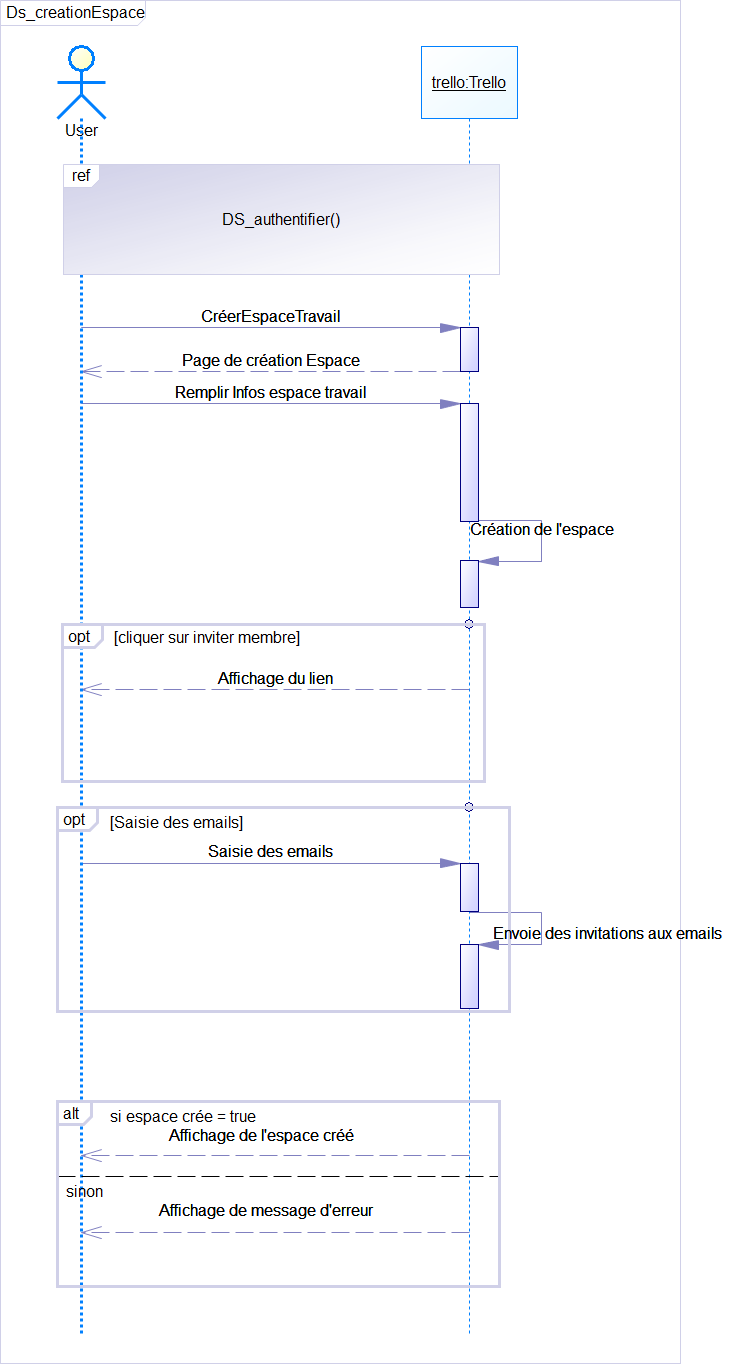 Ds_creationEspace
trello:Trello
User
ref
DS_authentifier()
CréerEspaceTravail
Page de création Espace
Remplir Infos espace travail
Création de l'espace
opt
[cliquer sur inviter membre]
Affichage du lien
opt
[Saisie des emails]
Saisie des emails
Envoie des invitations aux emails
alt
si espace crée = true
Affichage de l'espace créé
sinon
Affichage de message d'erreur